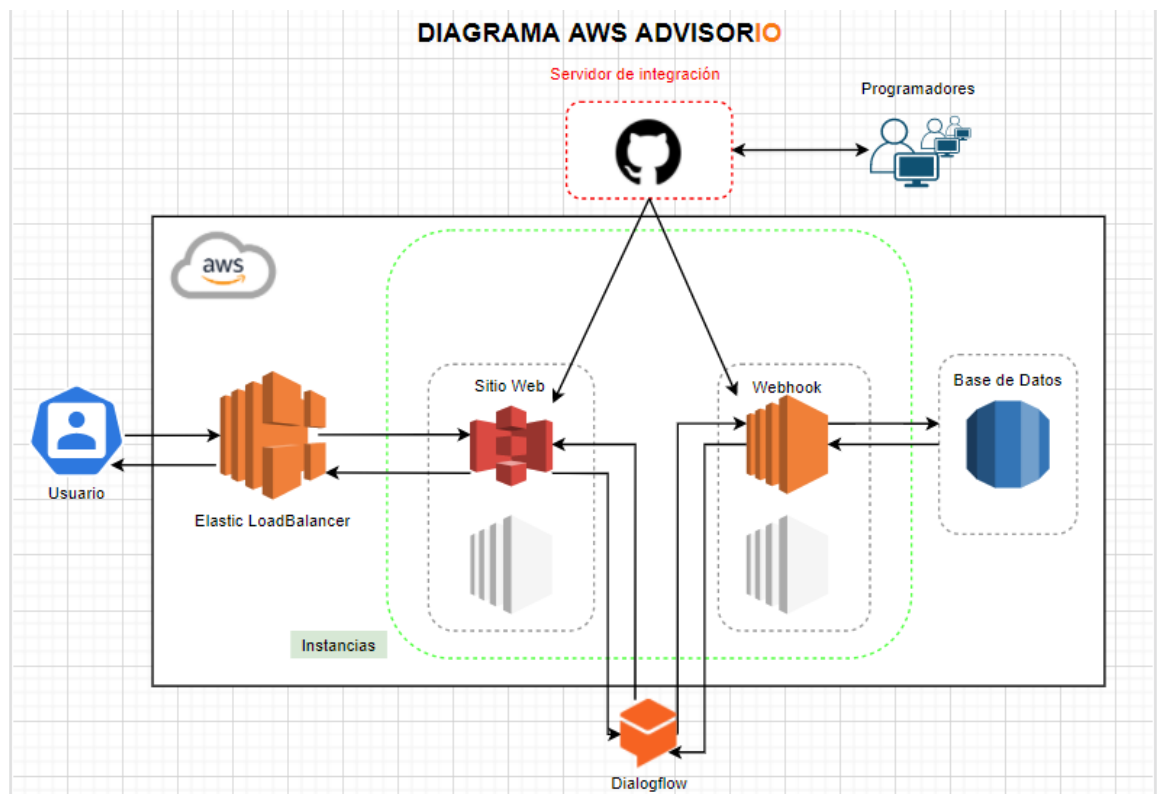 DIAGRAMA AWS ADVISORIO
Servidor de integración
Programadores
aws
Sitio Web
Webhook
Base de Datos
Usuario
Elastic LoadBalancer
Instancias
Dialogflow